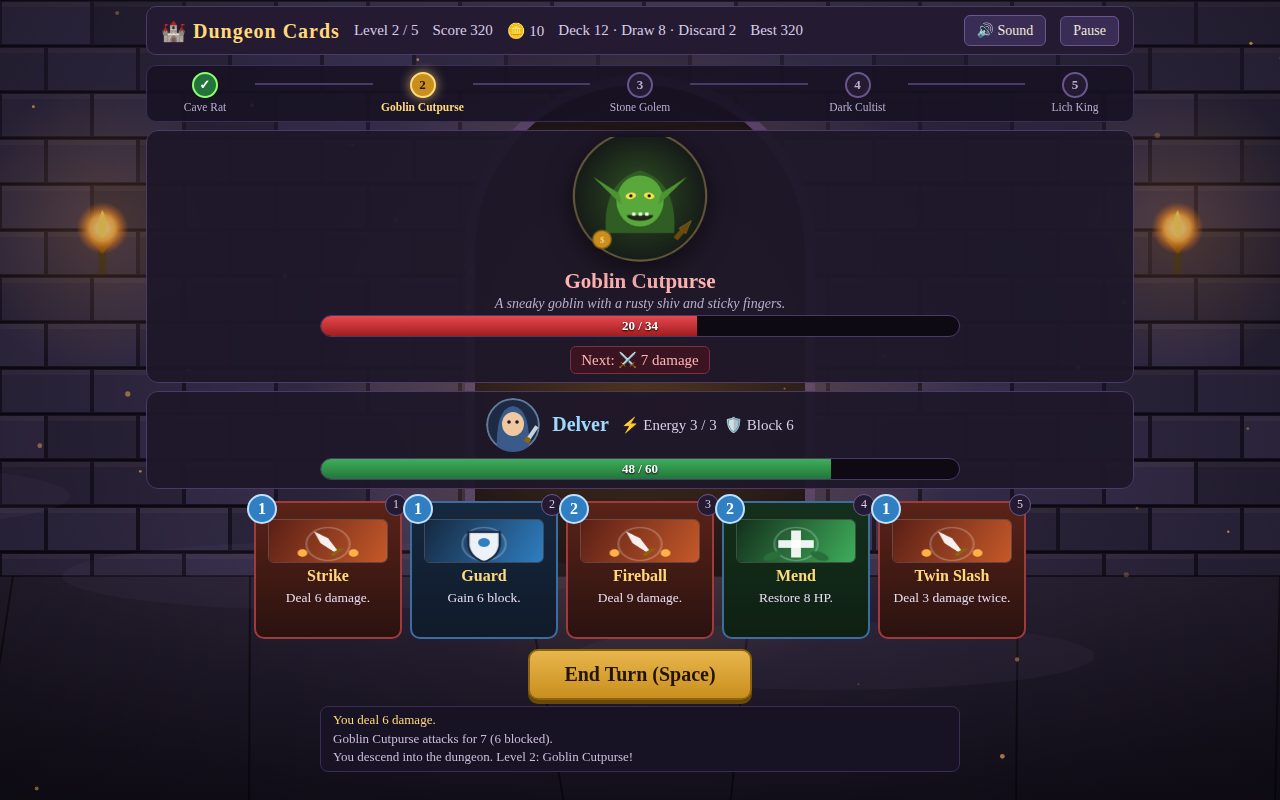 🏰 Dungeon Cards Level 2 / 5 Score 320 🪙 10 Deck 12 · Draw 8 · Discard 2 Best 320 🔊 Sound Pause
✓ 2 3 4 5
Cave Rat Goblin Cutpurse Stone Golem Dark Cultist Lich King
$
Goblin Cutpurse
A sneaky goblin with a rusty shiv and sticky fingers.
20 / 34
Next: ⚔️ 7 damage
Delver ⚡ Energy 3 / 3 🛡️ Block 6
48 / 60
1 1 1 2 2 3 2 4 1 5
Strike Guard Fireball Mend Twin Slash
Deal 6 damage. Gain 6 block. Deal 9 damage. Restore 8 HP. Deal 3 damage twice.
End Turn (Space)
You deal 6 damage.
Goblin Cutpurse attacks for 7 (6 blocked).
You descend into the dungeon. Level 2: Goblin Cutpurse!